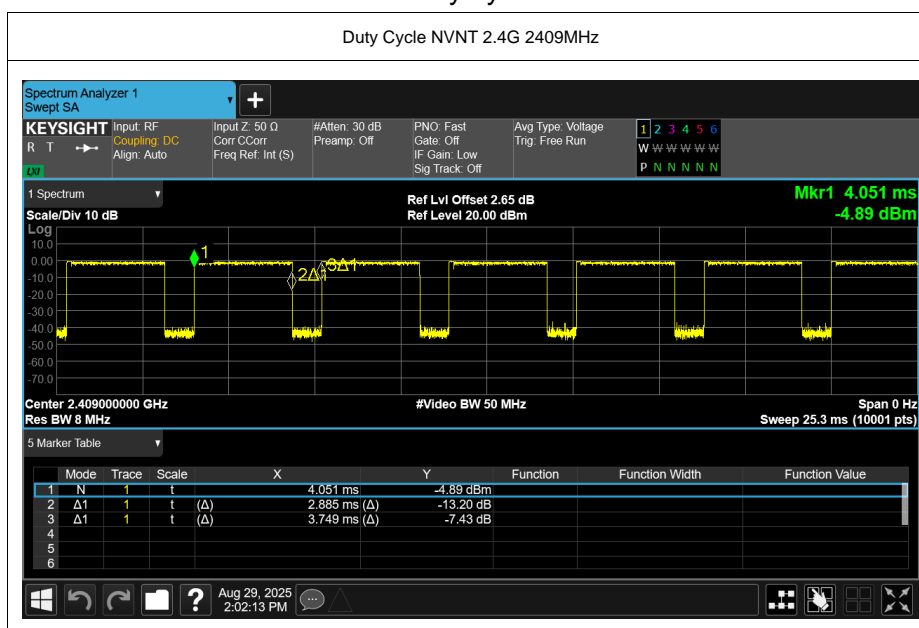 Duty Cycle NVNT 2.4G 2409MHz
Spectrum Analyzer 1
Swept SA
KEYSIGHT
R T
LXI
Input: RF
Coupling: DC
Align: Auto
Input Z: 50 Ω
Corr CCorr
Freq Ref: Int (S)
#Atten: 30 dB
Preamp: Off
PNO: Fast
Gate: Off
IF Gain: Low
Sig Track: Off
Avg Type: Voltage
Trig: Free Run
1 2 3 4 5 6
W W W W W W
P N N N N N
1 Spectrum
Scale/Div 10 dB
Ref Lvl Offset 2.65 dB
Ref Level 20.00 dBm
Mkr1 4.051 ms
-4.89 dBm
Log
10.0
0.00
-10.0
-20.0
-30.0
-40.0
-50.0
-60.0
-70.0
1
2Δ1
3Δ1
Center 2.409000000 GHz
#Video BW 50 MHz
Span 0 Hz
Res BW 8 MHz
Sweep 25.3 ms (10001 pts)
5 Marker Table
Mode Trace Scale X Y Function Function Width Function Value
1 N 1 t 4.051 ms -4.89 dBm
2 Δ1 1 t (Δ) 2.885 ms (Δ) -13.20 dB
3 Δ1 1 t (Δ) 3.749 ms (Δ) -7.43 dB
4
5
6
?
Aug 29, 2025
2:02:13 PM